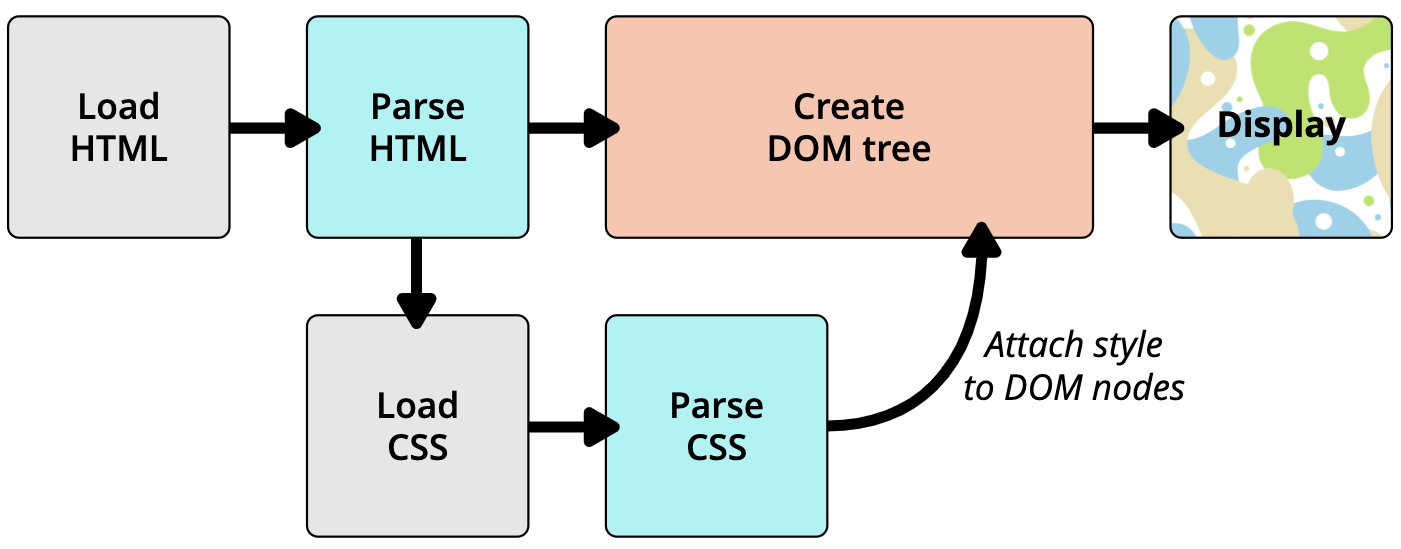 Load
HTML
Parse
HTML
Create
DOM tree
Display
Load
CSS
Parse
CSS
Attach style
to DOM nodes